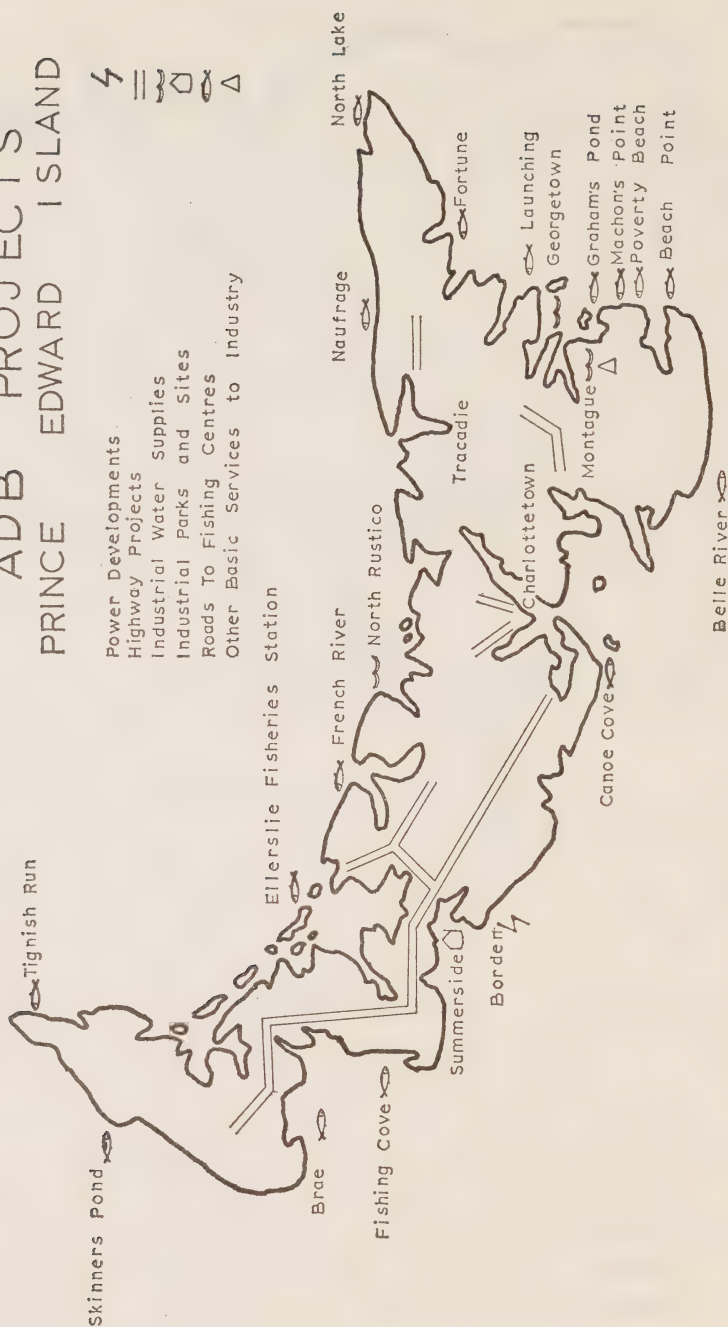 ADB PROJECTS
PRINCE EDWARD ISLAND
Power Developments
Highway Projects
Industrial Water Supplies
Industrial Parks and Sites
Roads To Fishing Centres
Other Basic Services to Industry
Tignish Run
Skinners Pond
Ellerslie Fisheries Station
French River
North Rustico
Naufrage
North Lake
Brae
Fishing Cove
Summerside
Borden
Canoe Cove
Charlottetown
Tracadie
Fortune
Launching
Georgetown
Montague
Graham's Pond
Machon's Point
Poverty Beach
Beach Point
Belle River